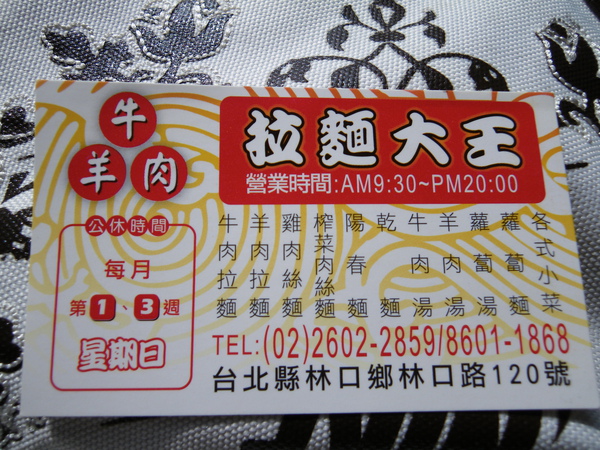 牛
羊肉
拉麵大王
營業時間:AM9:30~PM20:00
公休時間
每月
第1、3週
星期日
牛肉拉麵
羊肉拉麵
雞肉絲麵
榨菜肉絲麵
陽春麵
乾麵
牛肉湯
羊肉湯
蘿葡湯
蘿葡麵
各式小菜
TEL:(02)2602-2859/8601-1868
台北縣林口鄉林口路120號